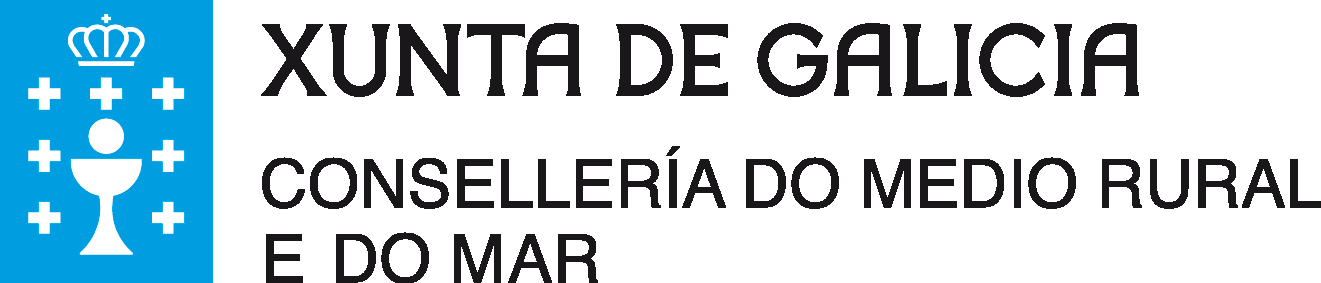 XUNTA DE GALICIA
CONSELLERÍA DO MEDIO RURAL
E DO MAR